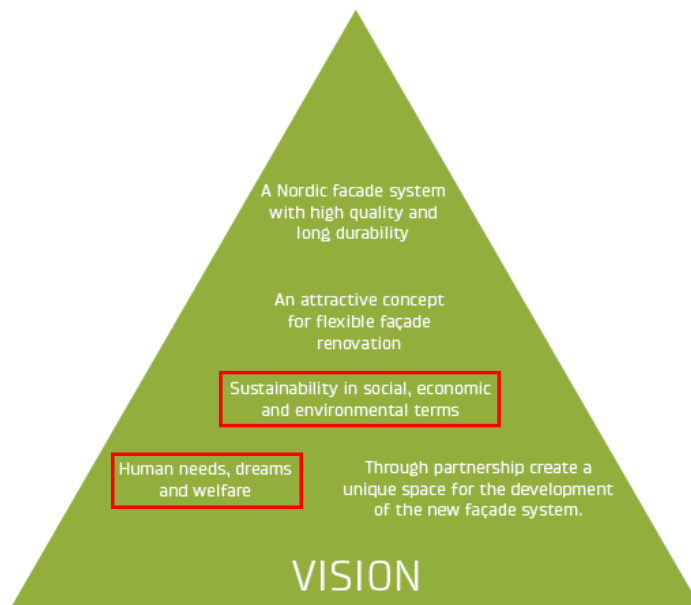 A Nordic facade system
with high quality and
long durability
An attractive concept
for flexible façade
renovation
Sustainability in social, economic
and environmental terms
Human needs, dreams
and welfare
Through partnership create a
unique space for the development
of the new façade system.
VISION